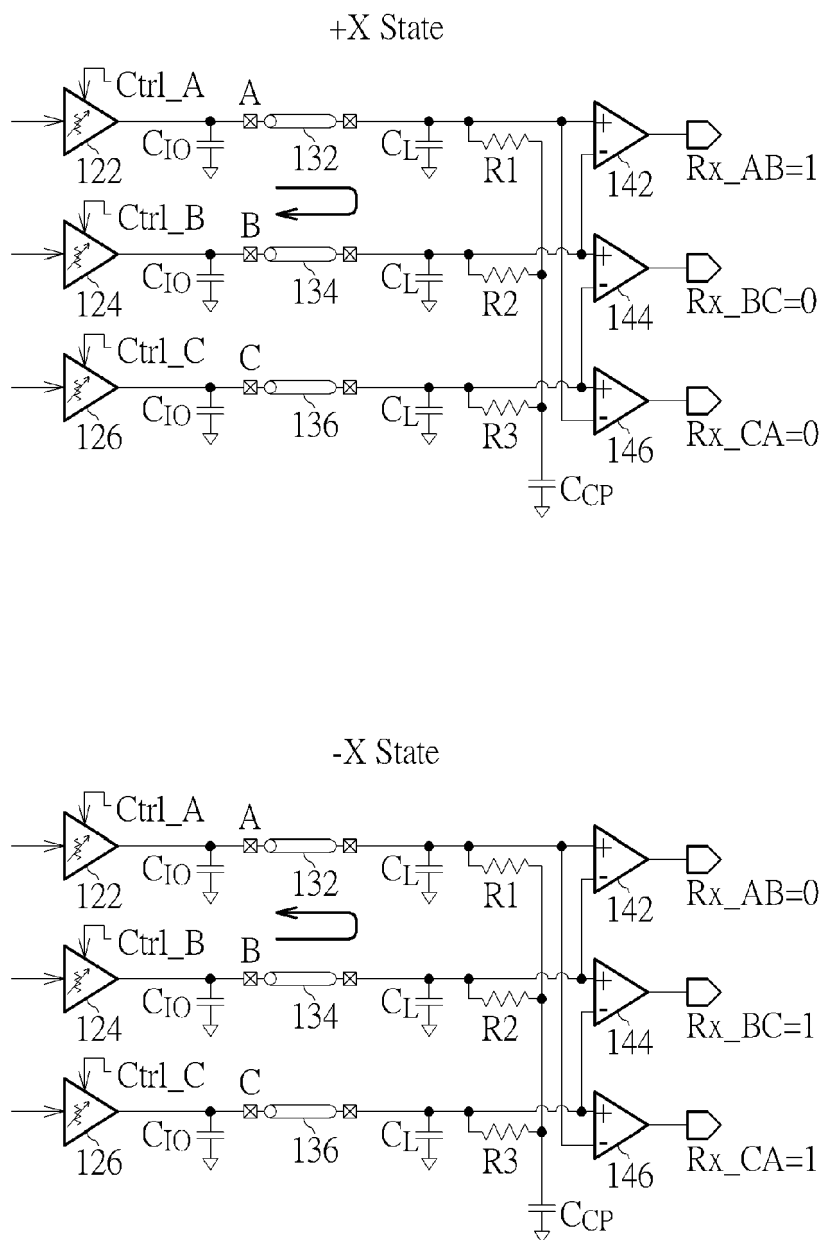 +X State
Ctrl_A
A
122
CIO
132
CL
R1
142
Rx_AB=1
Ctrl_B
B
124
CIO
134
CL
R2
144
Rx_BC=0
Ctrl_C
C
126
CIO
136
CL
R3
146
Rx_CA=0
CCP
-X State
Ctrl_A
A
122
CIO
132
CL
R1
142
Rx_AB=0
Ctrl_B
B
124
CIO
134
CL
R2
144
Rx_BC=1
Ctrl_C
C
126
CIO
136
CL
R3
146
Rx_CA=1
CCP